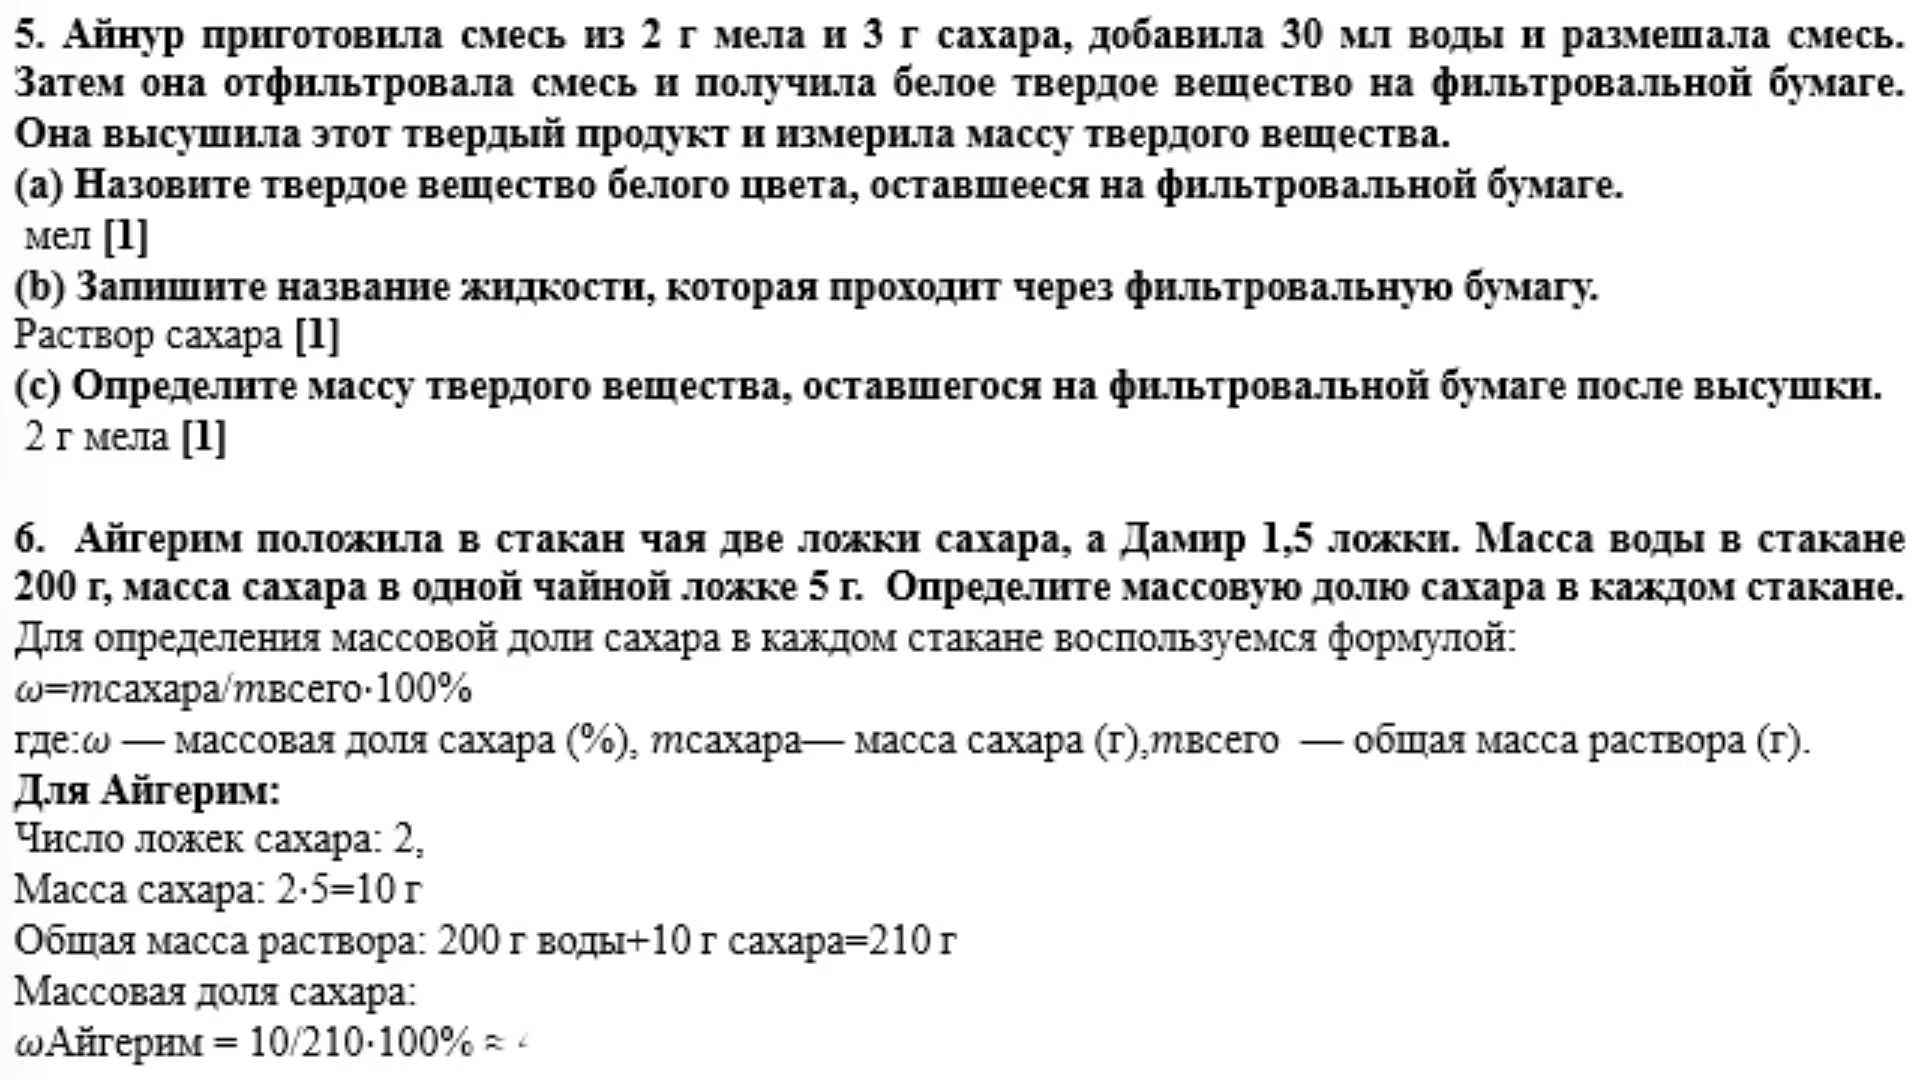 5. Айнур приготовила смесь из 2 г мела и 3 г сахара, добавила 30 мл воды и размешала смесь.
Затем она отфильтровала смесь и получила белое твердое вещество на фильтровальной бумаге.
Она высушила этот твердый продукт и измерила массу твердого вещества.
(a) Назовите твердое вещество белого цвета, оставшееся на фильтровальной бумаге.
мел [1]
(b) Запишите название жидкости, которая проходит через фильтровальную бумагу.
Раствор сахара [1]
(c) Определите массу твердого вещества, оставшегося на фильтровальной бумаге после высушки.
2 г мела [1]
6. Айгерим положила в стакан чая две ложки сахара, а Дамир 1,5 ложки. Масса воды в стакане
200 г, масса сахара в одной чайной ложке 5 г. Определите массовую долю сахара в каждом стакане.
Для определения массовой доли сахара в каждом стакане воспользуемся формулой:
ω=mсахара/mвсего·100%
где:ω — массовая доля сахара (%), mсахара— масса сахара (г),mвсего — общая масса раствора (г).
Для Айгерим:
Число ложек сахара: 2,
Масса сахара: 2·5=10 г
Общая масса раствора: 200 г воды+10 г сахара=210 г
Массовая доля сахара:
ωАйгерим = 10/210·100% ≈